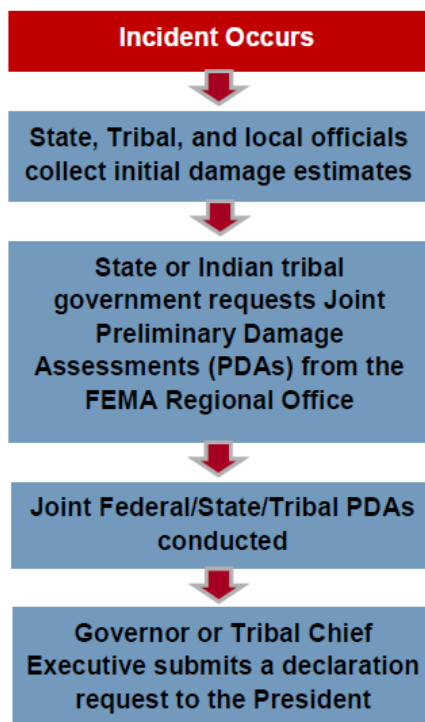 Incident Occurs
State, Tribal, and local officials
collect initial damage estimates
State or Indian tribal
government requests Joint
Preliminary Damage
Assessments (PDAs) from the
FEMA Regional Office
Joint Federal/State/Tribal PDAs
conducted
Governor or Tribal Chief
Executive submits a declaration
request to the President